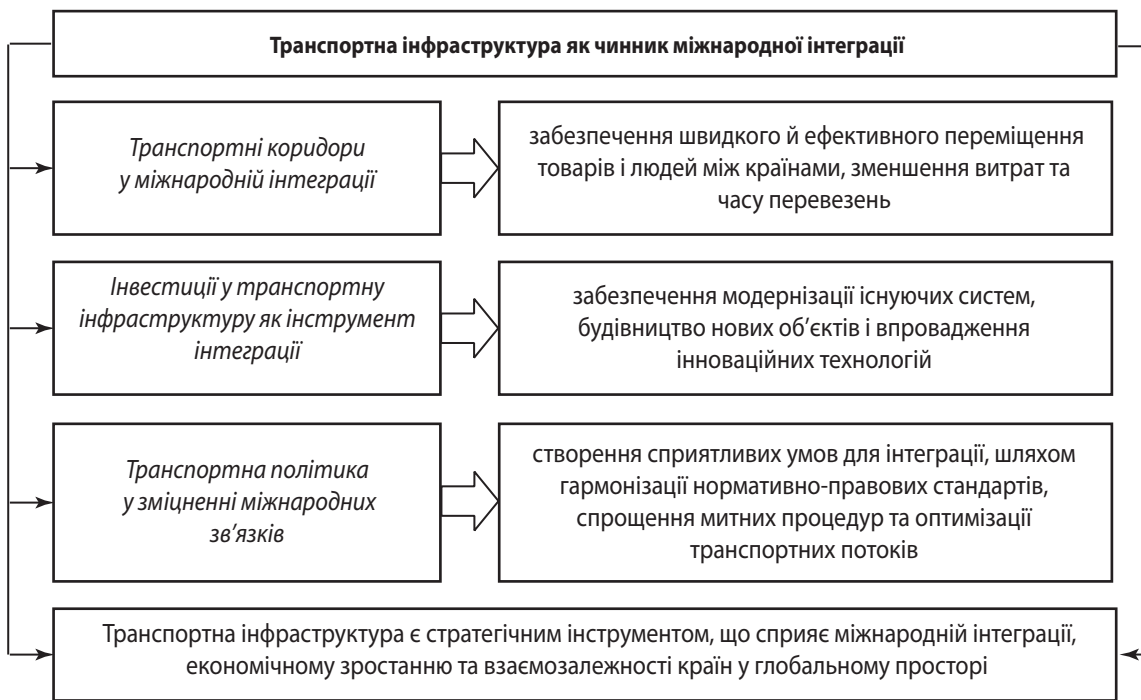 Транспортна інфраструктура як чинник міжнародної інтеграції
Транспортні коридори
у міжнародній інтеграції
забезпечення швидкого й ефективного переміщення
товарів і людей між країнами, зменшення витрат та
часу перевезень
Інвестиції у транспортну
інфраструктуру як інструмент
інтеграції
забезпечення модернізації існуючих систем,
будівництво нових об’єктів і впровадження
інноваційних технологій
Транспортна політика
у зміцненні міжнародних
зв’язків
створення сприятливих умов для інтеграції, шляхом
гармонізації нормативно-правових стандартів,
спрощення митних процедур та оптимізації
транспортних потоків
Транспортна інфраструктура є стратегічним інструментом, що сприяє міжнародній інтеграції,
економічному зростанню та взаємозалежності країн у глобальному просторі